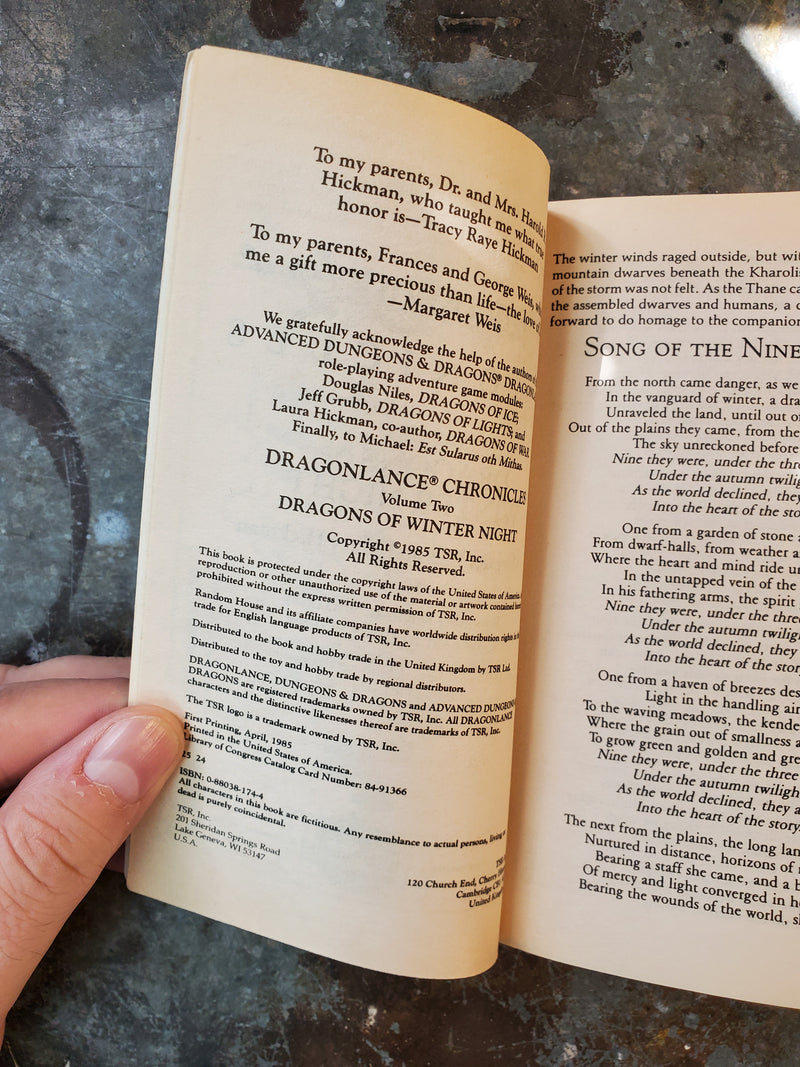 To my parents, Dr. and Mrs. Harold
Hickman, who taught me what true
honor is—Tracy Raye Hickman
To my parents, Frances and George Weis,
me a gift more precious than life—the love of
—Margaret Weis
We gratefully acknowledge the help of the authors
ADVANCED DUNGEONS & DRAGONS®
role-playing adventure game modules:
Douglas Niles, DRAGONS OF ICE;
Jeff Grubb, DRAGONS OF LIGHT; and
Laura Hickman, co-author, DRAGONS OF WAR.
Finally, to Michael: Est Sularus oth Mithas.
DRAGONLANCE® CHRONICLES
Volume Two
DRAGONS OF WINTER NIGHT
Copyright ©1985 TSR, Inc.
All Rights Reserved.
This book is protected under the copyright laws of the United States of America.
reproduction or other unauthorized use of the material or artwork contained
prohibited without the express written permission of TSR, Inc.
Random House and its affiliate companies have worldwide distribution rights in
trade for English language products of TSR, Inc.
Distributed to the book and hobby trade in the United Kingdom by TSR Ltd.
Distributed to the toy and hobby trade by regional distributors.
DRAGONLANCE, DUNGEONS & DRAGONS and ADVANCED
DRAGONS are registered trademarks owned by TSR, Inc. All DRAGONLANCE
characters and the distinctive likenesses thereof are trademarks of TSR, Inc.
The TSR logo is a trademark owned by TSR, Inc.
First Printing, April, 1985
Printed in the United States of America.
Library of Congress Catalog Card Number: 84-91366
25 24
ISBN: 0-88038-174-4
All characters in this book are fictitious. Any resemblance to actual persons, living or
dead is purely coincidental.
TSR, Inc.
201 Sheridan Springs Road
Lake Geneva, WI 53147
U.S.A.
120 Church End, Cherry
Cambridge
United
The winter winds raged outside, but
mountain dwarves beneath the
of the storm was not felt. As the Thane
the assembled dwarves and humans, a
forward to do homage to the
SONG OF THE NINE
From the north came danger, as we
In the vanguard of winter, a
Unraveled the land, until out
Out of the plains they came, from the
The sky unreckoned before
Nine they were, under the
Under the autumn
As the world declined, they
Into the heart of the
One from a garden of stone
From dwarf-halls, from weather
Where the heart and mind ride
In the untapped vein of the
In his fathering arms, the spirit
Nine they were, under the
Under the autumn
As the world declined, they
Into the heart of the
One from a haven of breezes
Light in the handling
To the waving meadows, the
Where the grain out of smallness
To grow green and golden and
Nine they were, under the three
Under the autumn
As the world declined, they
Into the heart of the story.
The next from the plains, the long
Nurtured in distance, horizons of
Bearing a staff she came, and a
Of mercy and light converged in
Bearing the wounds of the world,